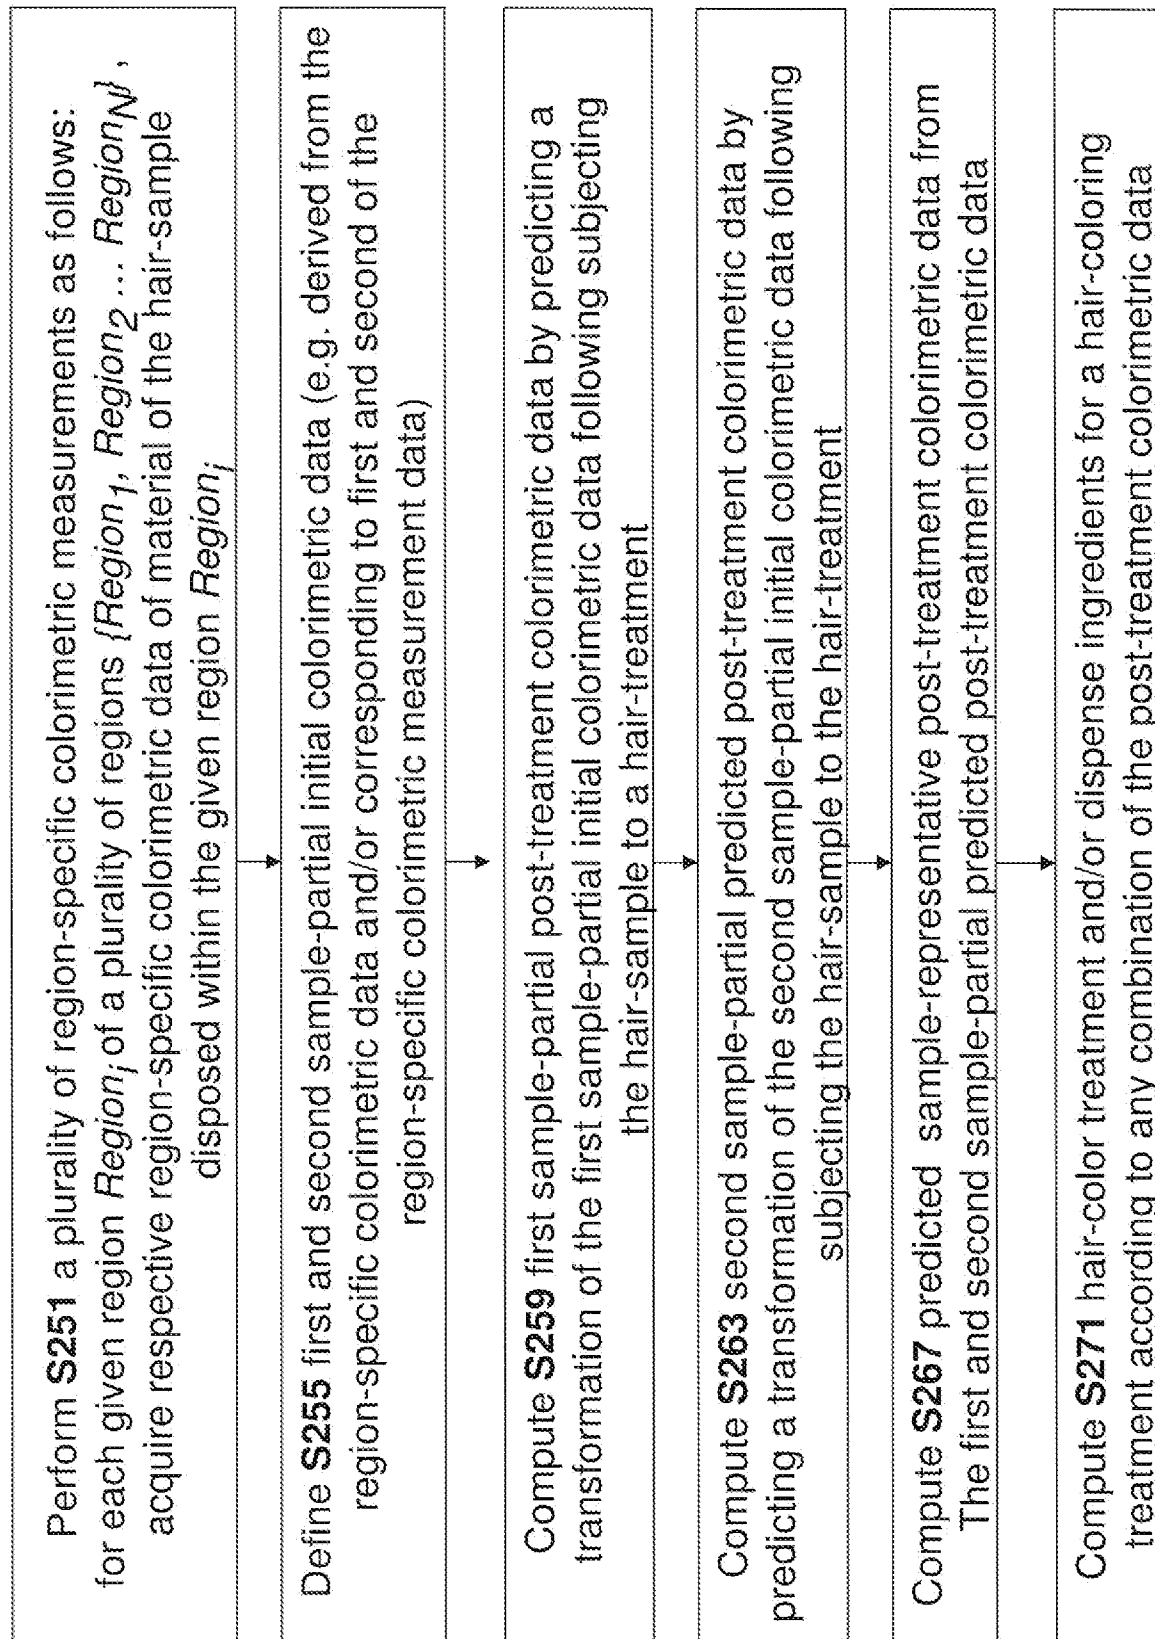 Perform S251 a plurality of region-specific colorimetric measurements as follows:
for each given region Region_i of a plurality of regions {Region_1, Region_2 ... Region_N} ,
acquire respective region-specific colorimetric data of material of the hair-sample
disposed within the given region Region_i
Define S255 first and second sample-partial initial colorimetric data (e.g. derived from the
region-specific colorimetric data and/or corresponding to first and second of the
region-specific colorimetric measurement data)
Compute S259 first sample-partial post-treatment colorimetric data by predicting a
transformation of the first sample-partial initial colorimetric data following subjecting
the hair-sample to a hair-treatment
Compute S263 second sample-partial predicted post-treatment colorimetric data by
predicting a transformation of the second sample-partial initial colorimetric data following
subjecting the hair-sample to the hair-treatment
Compute S267 predicted sample-representative post-treatment colorimetric data from
The first and second sample-partial predicted post-treatment colorimetric data
Compute S271 hair-color treatment and/or dispense ingredients for a hair-coloring
treatment according to any combination of the post-treatment colorimetric data